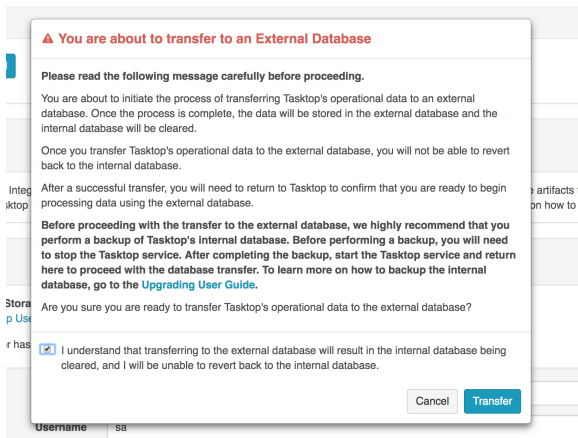 You are about to transfer to an External Database
Please read the following message carefully before proceeding.
You are about to initiate the process of transferring Tasktop's operational data to an external
database. Once the process is complete, the data will be stored in the external database and the
internal database will be cleared.
Once you transfer Tasktop's operational data to the external database, you will not be able to revert
back to the internal database.
After a successful transfer, you will need to return to Tasktop to confirm that you are ready to begin
processing data using the external database.
Before proceeding with the transfer to the external database, we highly recommend that you
perform a backup of Tasktop's internal database. Before performing a backup, you will need
to stop the Tasktop service. After completing the backup, start the Tasktop service and return
here to proceed with the database transfer. To learn more on how to backup the internal
database, go to the Upgrading User Guide.
Are you sure you are ready to transfer Tasktop's operational data to the external database?
I understand that transferring to the external database will result in the internal database being
cleared, and I will be unable to revert back to the internal database.
Cancel Transfer
Integ
artifacts
sktop
on how to
Stora
p Use
r has
Username sa